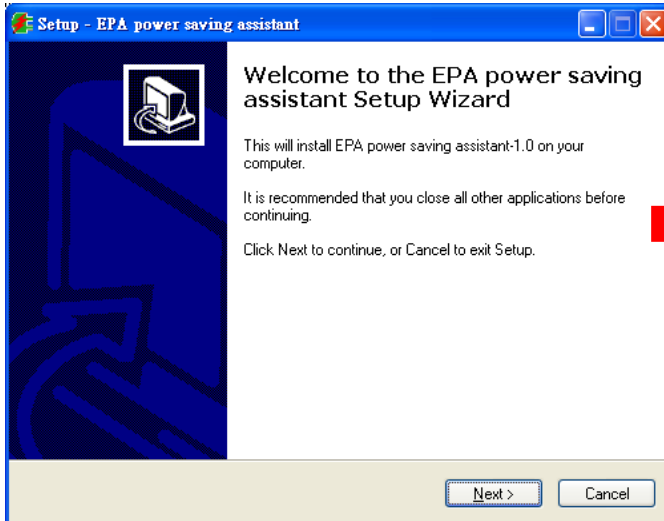 Setup - EPA power saving assistant
Welcome to the EPA power saving
assistant Setup Wizard
This will install EPA power saving assistant-1.0 on your
computer.
It is recommended that you close all other applications before
continuing.
Click Next to continue, or Cancel to exit Setup.
Next >
Cancel